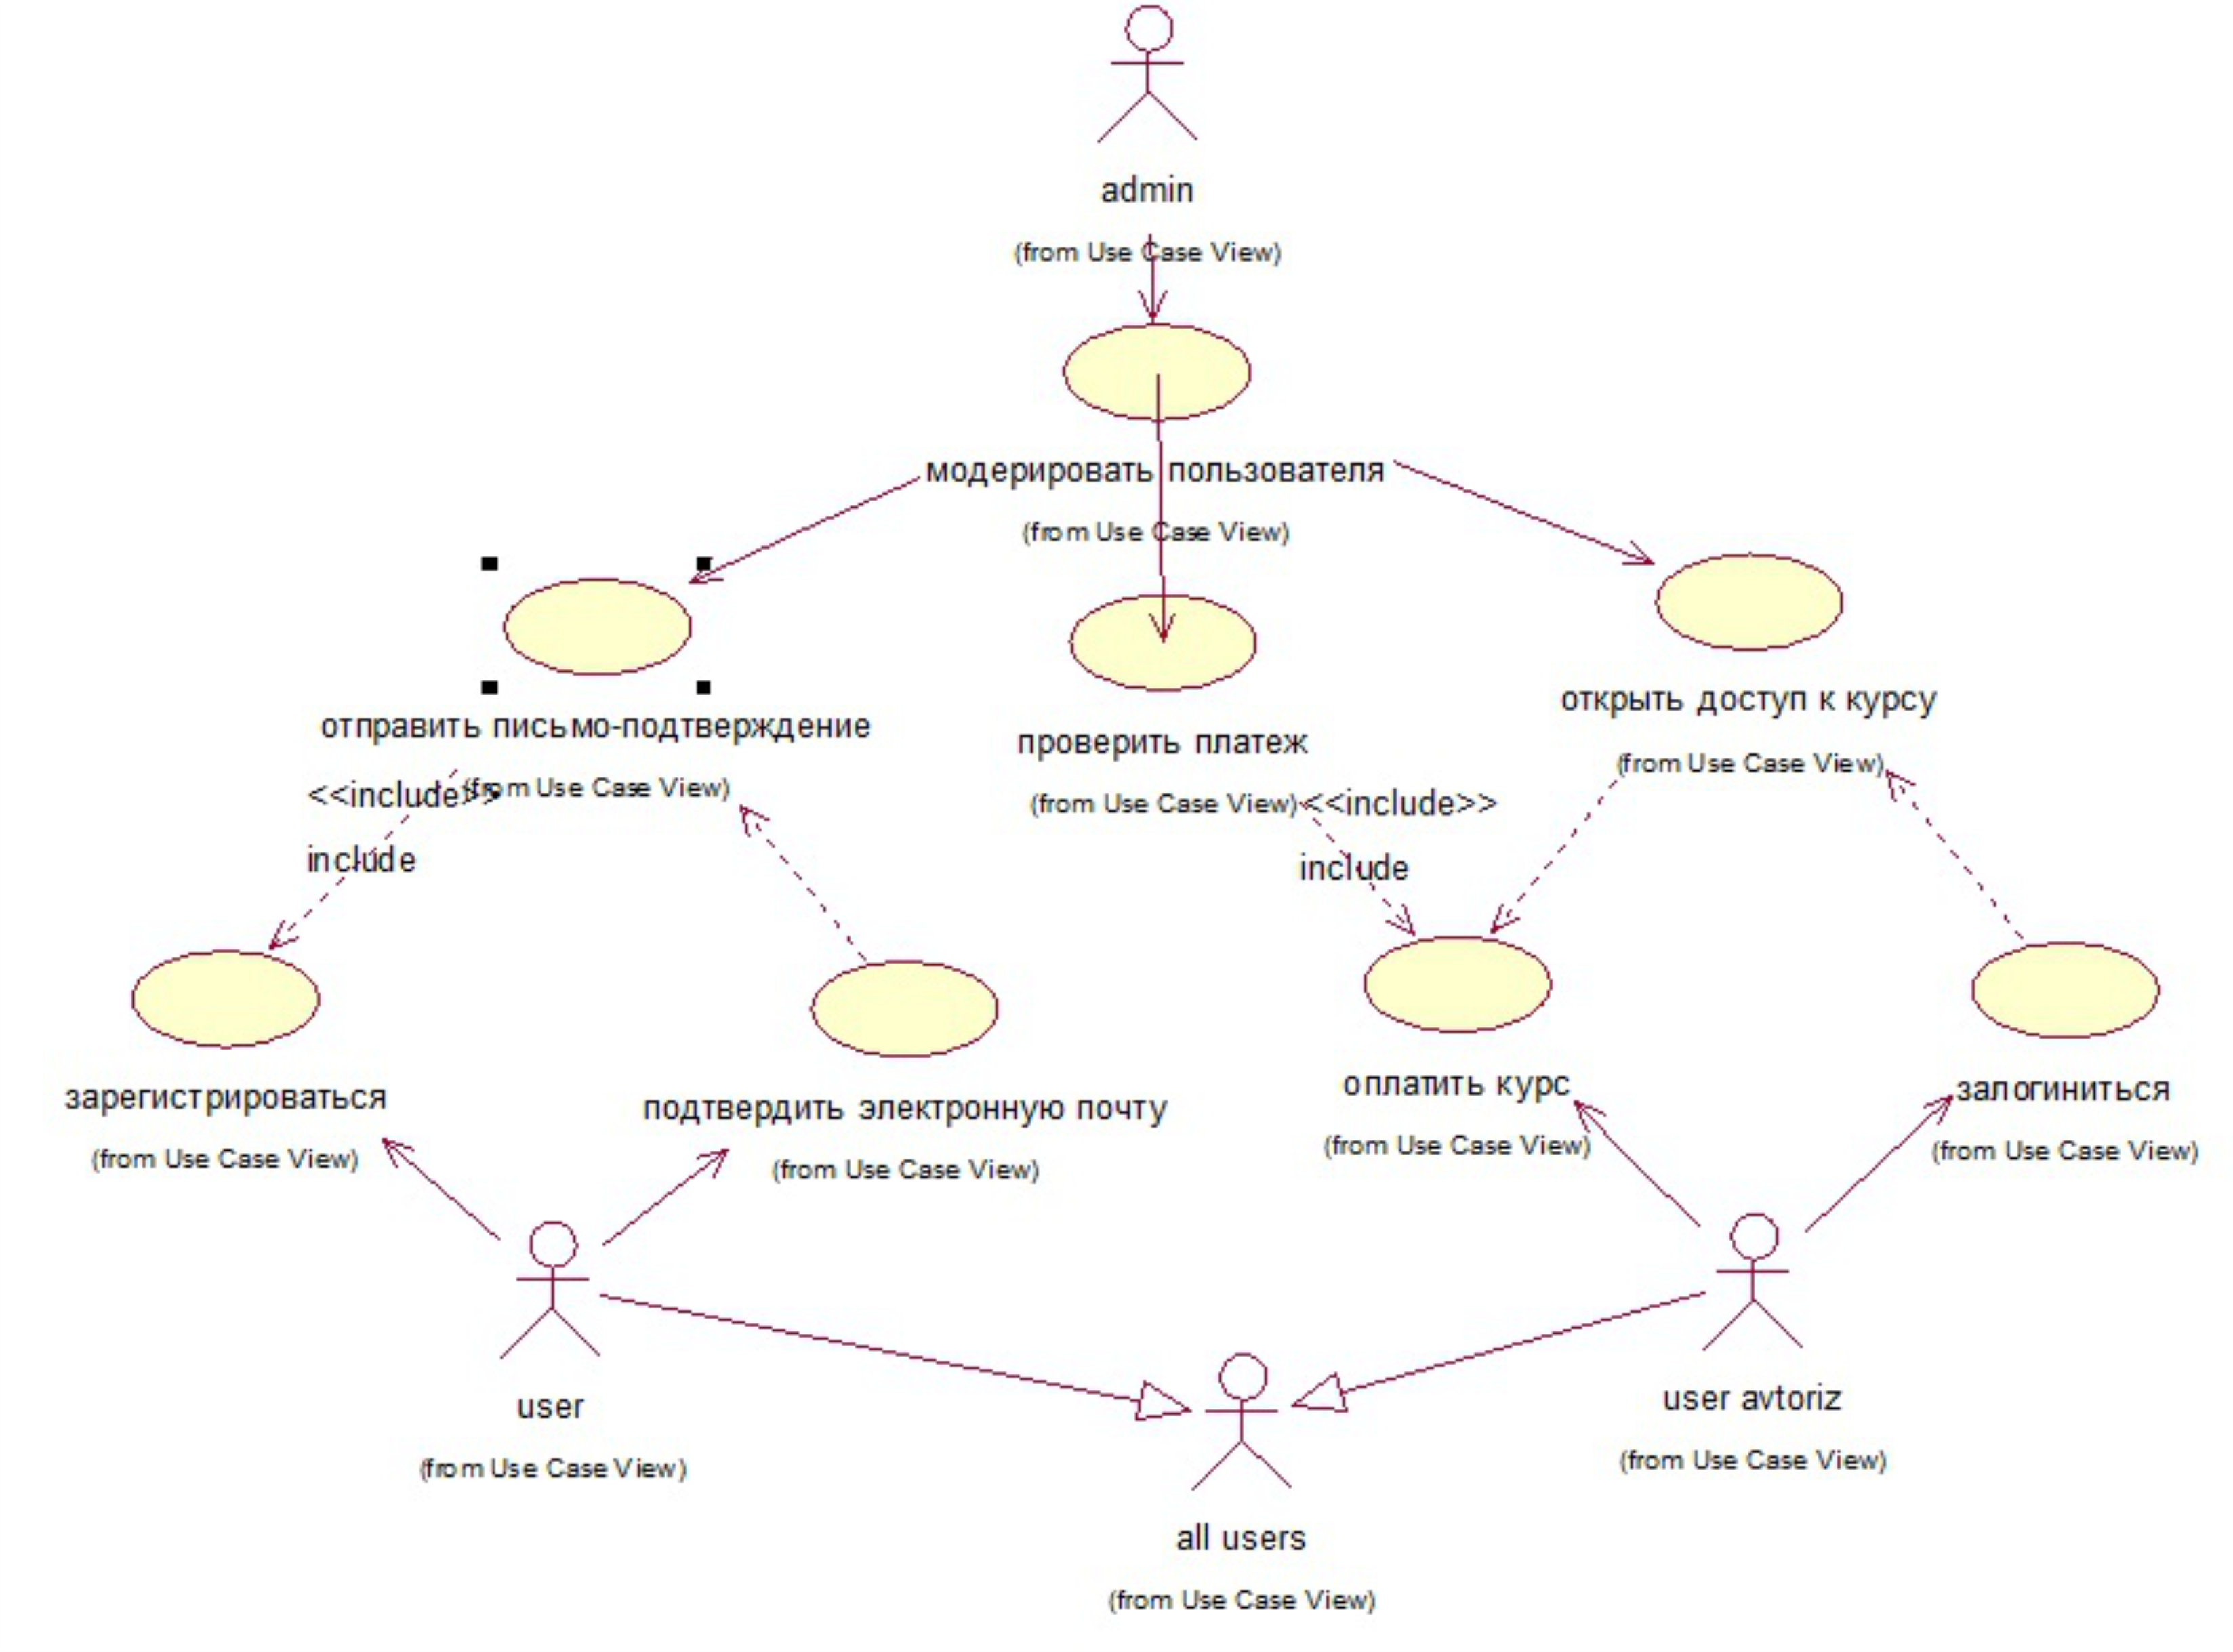 admin
(from Use Case View)
модерировать пользователя
(from Use Case View)
отправить письмо-подтверждение
(from Use Case View)
<<include>>
include
проверить платеж
(from Use Case View)
<<include>>
include
открыть доступ к курсу
(from Use Case View)
зарегистрироваться
(from Use Case View)
подтвердить электронную почту
(from Use Case View)
оплатить курс
(from Use Case View)
залогиниться
(from Use Case View)
user
(from Use Case View)
all users
(from Use Case View)
user avtoriz
(from Use Case View)